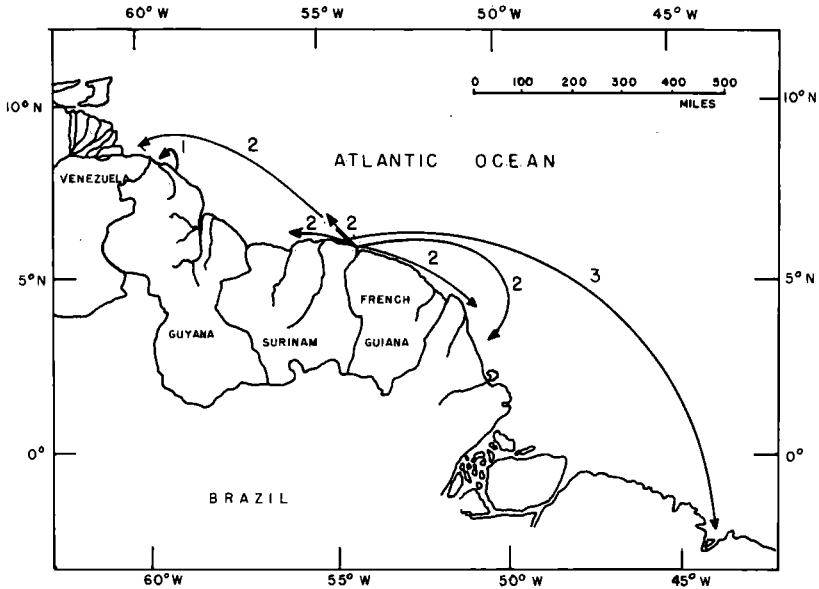 60° W 55° W 50° W 45° W
0 100 200 300 400 500
MILES
10° N 10° N
2
1
ATLANTIC OCEAN
VENEZUELA
2 2
2
3
5° N 2 5° N
FRENCH
GUYANA SURINAM GUIANA
0° 0°
BRAZIL
60° W 55° W 50° W 45° W